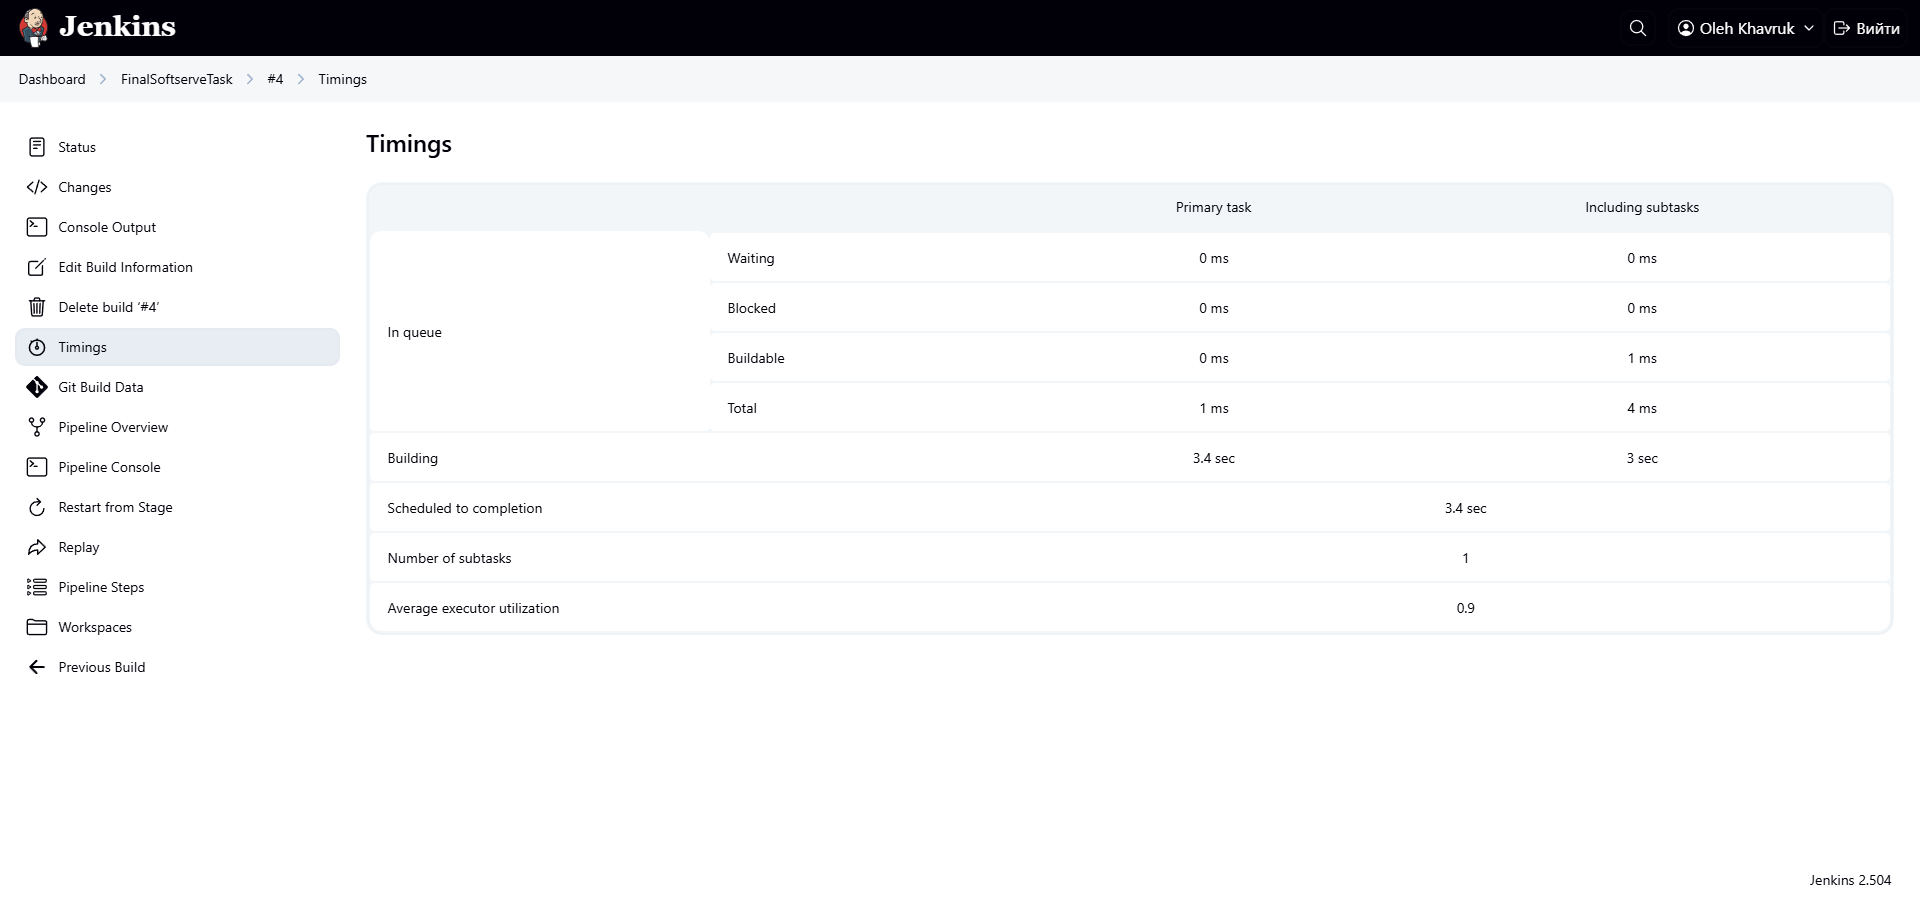 Jenkins
Oleh Khavruk
Вийти
Dashboard
FinalSoftserveTask
#4
Timings
Status
Changes
Console Output
Edit Build Information
Delete build ‘#4’
Timings
Git Build Data
Pipeline Overview
Pipeline Console
Restart from Stage
Replay
Pipeline Steps
Workspaces
Previous Build
Timings
Primary task Including subtasks
In queue
Waiting 0 ms 0 ms
Blocked 0 ms 0 ms
Buildable 0 ms 1 ms
Total 1 ms 4 ms
Building 3.4 sec 3 sec
Scheduled to completion 3.4 sec
Number of subtasks 1
Average executor utilization 0.9
Jenkins 2.504